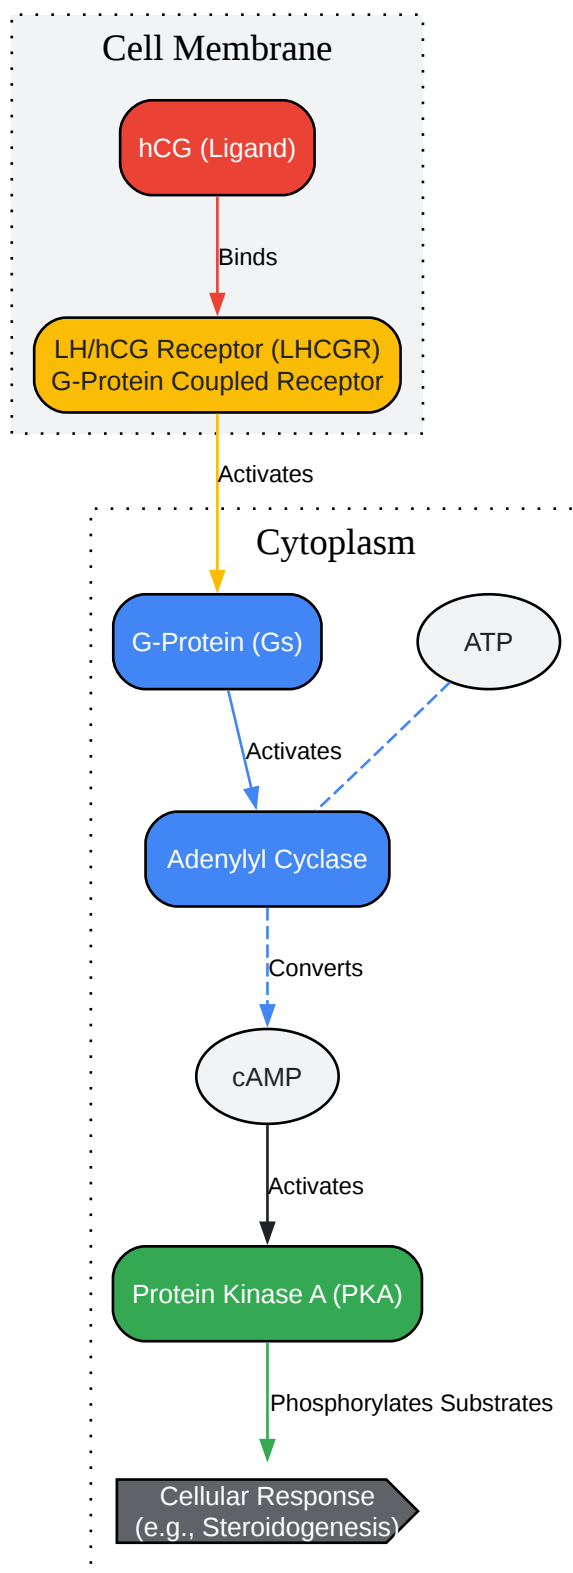 Cell Membrane
hCG (Ligand)
Binds
LH/hCG Receptor (LHCGR)
G-Protein Coupled Receptor
Activates
Cytoplasm
G-Protein (Gs)
ATP
Activates
Adenylyl Cyclase
Converts
cAMP
Activates
Protein Kinase A (PKA)
Phosphorylates Substrates
Cellular Response
(e.g., Steroidogenesis)